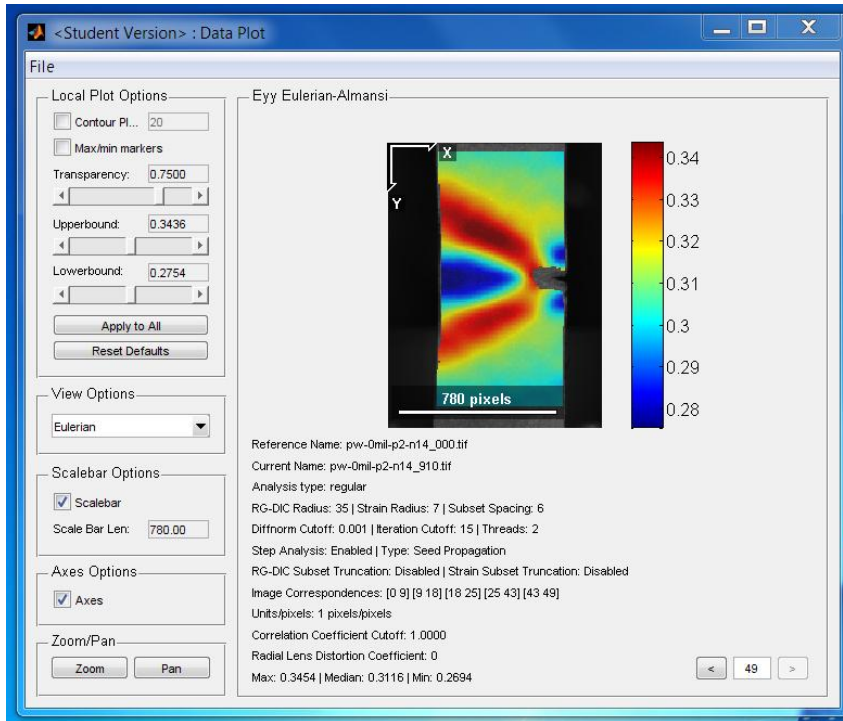 <Student Version> : Data Plot
File
Local Plot Options
Contour Pl... 20
Max/min markers
Transparency: 0.7500
Upperbound: 0.3436
Lowerbound: 0.2754
Apply to All
Reset Defaults
View Options
Eulerian
Scalebar Options
Scalebar
Scale Bar Len: 780.00
Axes Options
Axes
Zoom/Pan
Zoom Pan
Eyy Eulerian-Almansi
X
Y
780 pixels
0.34
0.33
0.32
0.31
0.3
0.29
0.28
Reference Name: pw-0mil-p2-n14_000.tif
Current Name: pw-0mil-p2-n14_910.tif
Analysis type: regular
RG-DIC Radius: 35 | Strain Radius: 7 | Subset Spacing: 6
Diffnorm Cutoff: 0.001 | Iteration Cutoff: 15 | Threads: 2
Step Analysis: Enabled | Type: Seed Propagation
RG-DIC Subset Truncation: Disabled | Strain Subset Truncation: Disabled
Image Correspondences: [0 9] [9 18] [18 25] [25 43] [43 49]
Units/pixels: 1 pixels/pixels
Correlation Coefficient Cutoff: 1.0000
Radial Lens Distortion Coefficient: 0
Max: 0.3454 | Median: 0.3116 | Min: 0.2694
< 49 >